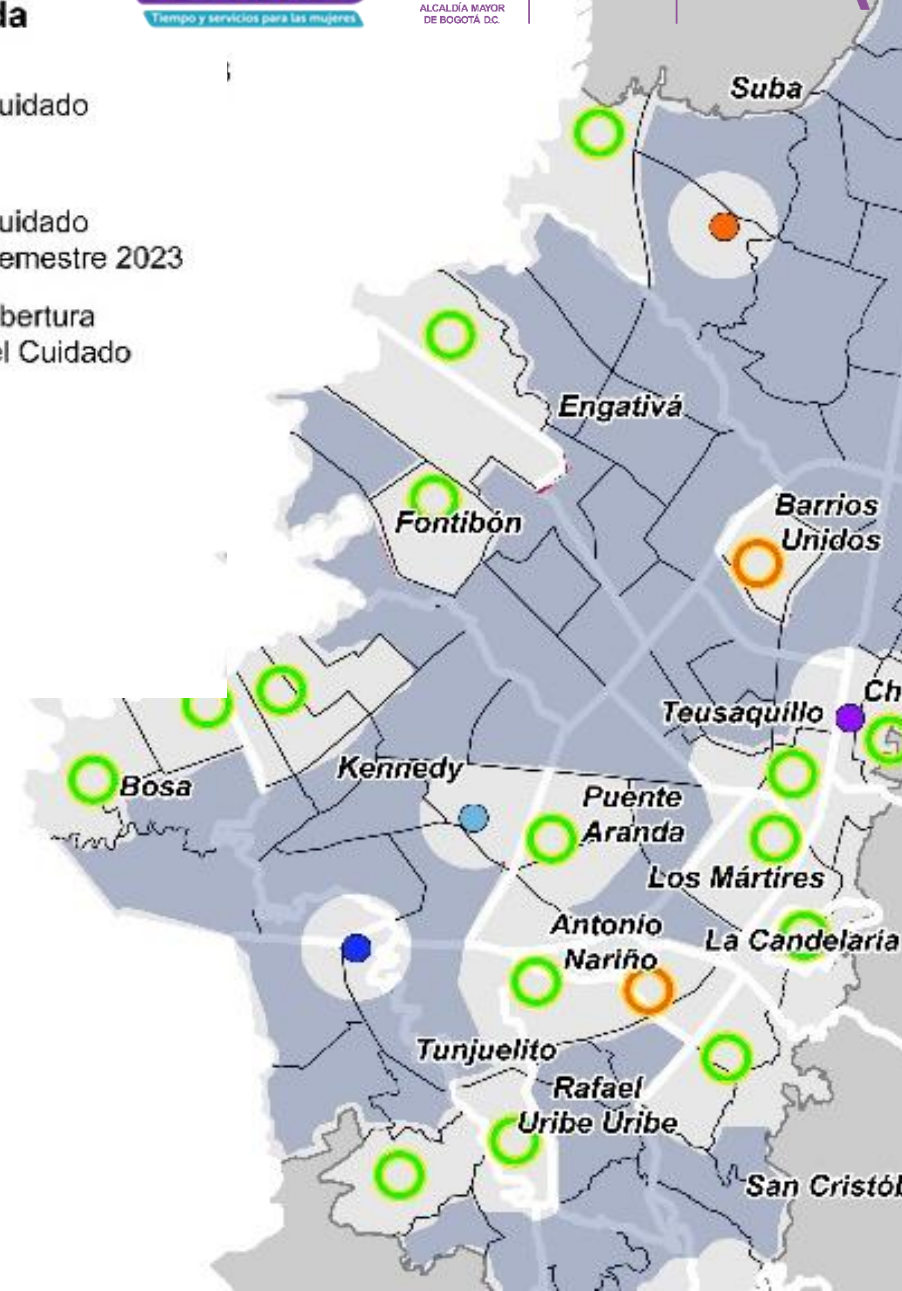 da
Tiempo y servicios para las mujeres
ALCALDÍA MAYOR
DE BOGOTÁ D.C.
uidado
uidado
emestre 2023
bertura
el Cuidado
Suba
Engativá
Fontibón
Barrios
Unidos
Teusaquillo
Ch
Kennedy
Bosa
Puente
Aranda
Los Mártires
Antonio
Nariño
La Candelaria
Tunjuelito
Rafael
Uribe Uribe
San Cristób